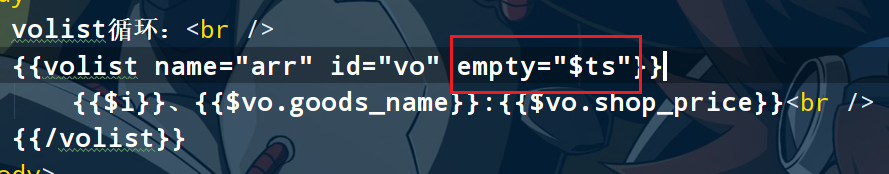 volist循环：<br />
{{volist name="arr" id="vo" empty="$ts"}}
{{$i}}、{{$vo.goods_name}}:{{$vo.shop_price}}<br />
{{/volist}}